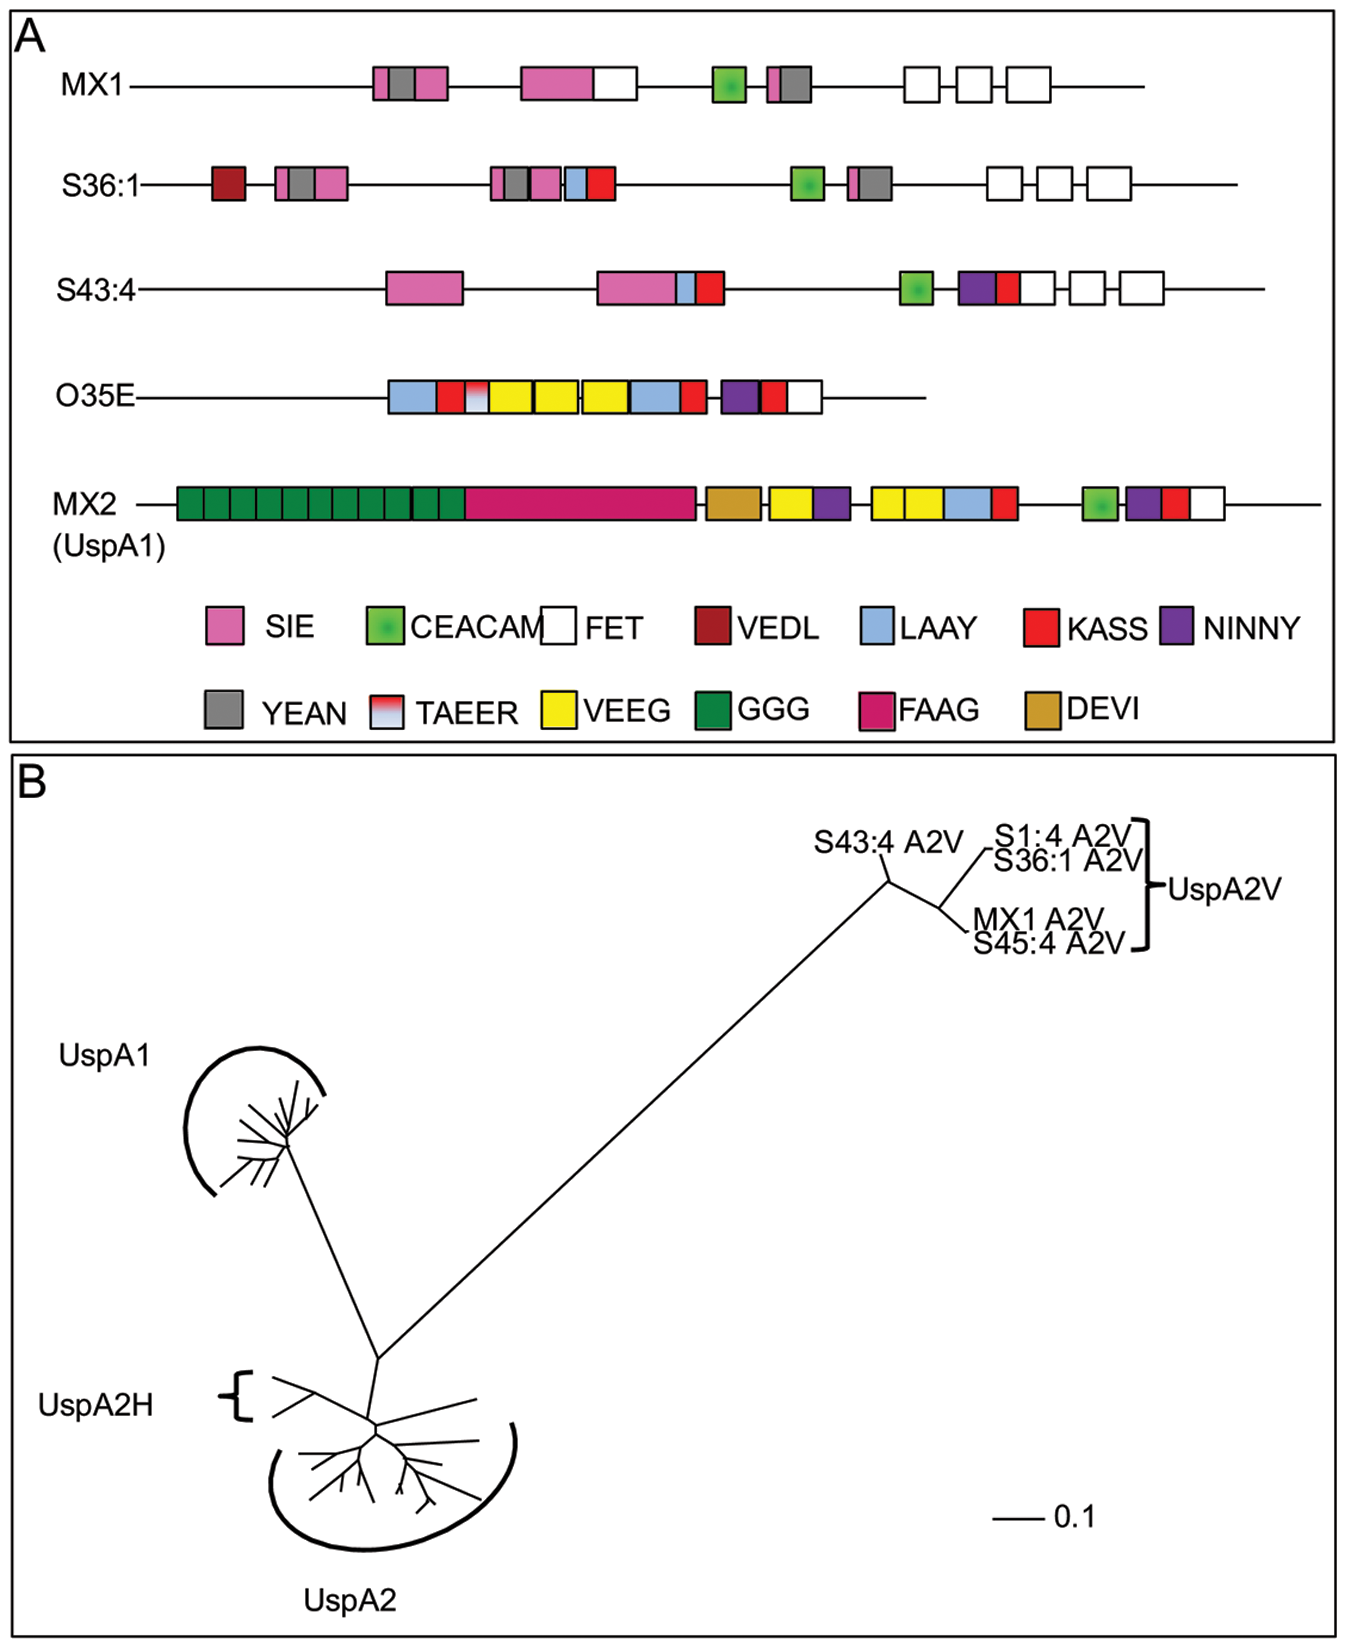 A
MX1
S36:1
S43:4
O35E
MX2
(UspA1)
SIE CEACAM FET VEDL LAAY KASS NINNY
YEAN TAEER VEEG GGG FAAG DEVI
B
S43:4 A2V
S1:4 A2V
S36:1 A2V
UspA2V
MX1 A2V
S45:4 A2V
UspA1
UspA2H
0.1
UspA2